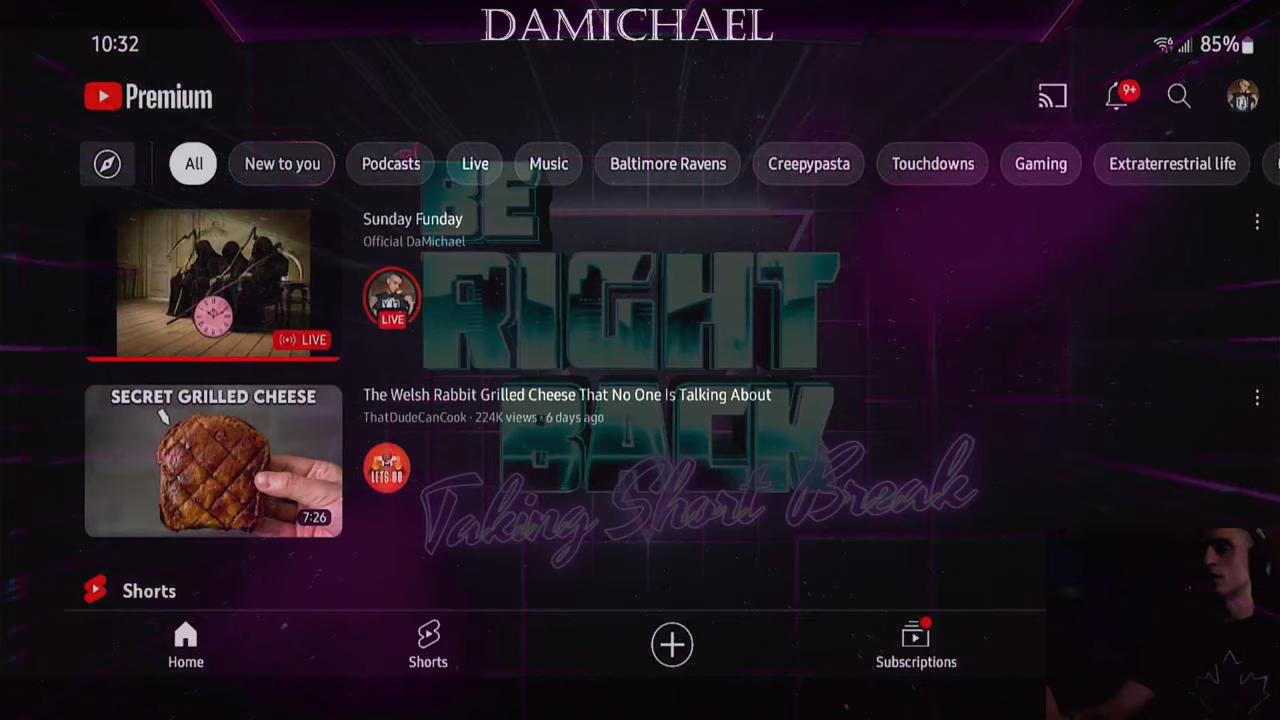 DAMICHAEL
10:32
85%
Premium
9+
All
New to you
Podcasts
Live
Music
Baltimore Ravens
Creepypasta
Touchdowns
Gaming
Extraterrestrial life
BE
RIGHT
BACK
Taking Short Break
Sunday Funday
Official DaMichael
LIVE
LIVE
SECRET GRILLED CHEESE
7:26
The Welsh Rabbit Grilled Cheese That No One Is Talking About
ThatDudeCanCook · 224K views · 6 days ago
LETS GO
Shorts
Home
Shorts
Subscriptions